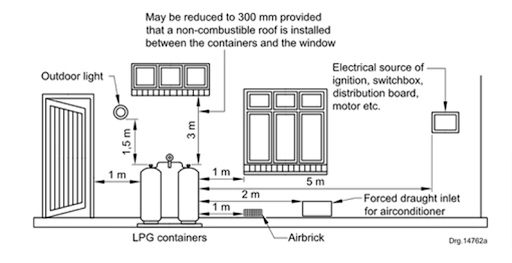 May be reduced to 300 mm provided
that a non-combustible roof is installed
between the containers and the window
Outdoor light
Electrical source of
ignition, switchbox,
distribution board,
motor etc.
1,5 m
3 m
1 m
1 m
5 m
2 m
1 m
Forced draught inlet
for airconditioner
LPG containers
Airbrick
Drg.14762a